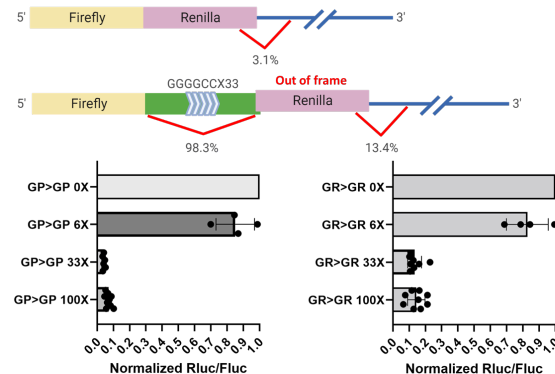 5' Firefly Renilla 3'
3.1%
GGGGCCX33 Out of frame
5' Firefly Renilla 3'
98.3% 13.4%
GP>GP 0X
GP>GP 6X
GP>GP 33X
GP>GP 100X
0.0 0.1 0.2 0.3 0.4 0.5 0.6 0.7 0.8 0.9 1.0
Normalized Rluc/Fluc
GR>GR 0X
GR>GR 6X
GR>GR 33X
GR>GR 100X
0.0 0.1 0.2 0.3 0.4 0.5 0.6 0.7 0.8 0.9 1.0
Normalized Rluc/Fluc